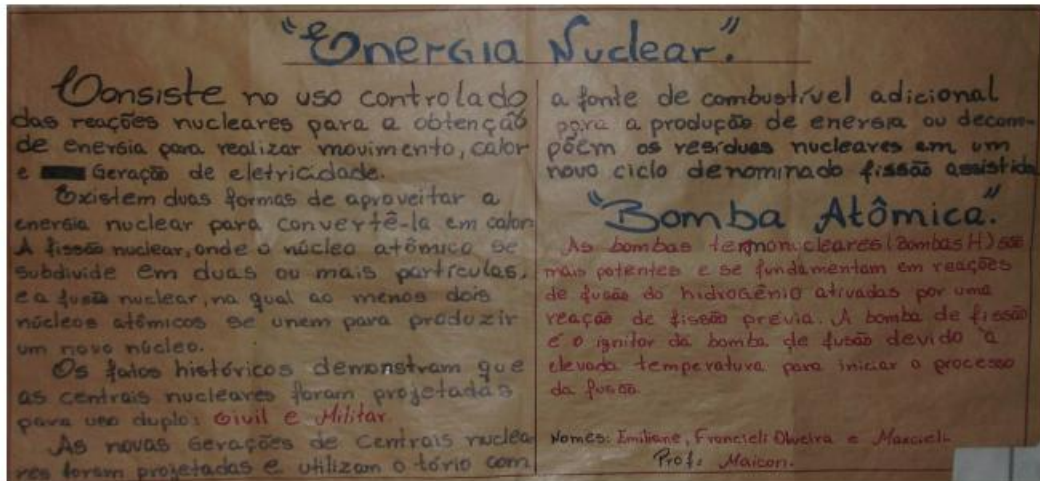 "Energia Nuclear".
Consiste no uso controlado
das reações nucleares para a obtenção
de energia para realizar movimento, calor
e Geração de eletricidade.
Existem duas formas de aproveitar a
energia nuclear para convertê-la em calor
A fissão nuclear, onde o núcleo atômico se
subdivide em duas ou mais partículas,
e a fusão nuclear, na qual ao menos dois
núcleos atômicos se unem para produzir
um novo núcleo.
Os fatos históricos demonstram que
as centrais nucleares foram projetadas
para uso duplo: Civil e Militar
As novas Gerações de Centrais nuclea
res foram projetadas e utilizam o tório com
a fonte de combustível adicional
para a produção de energia ou decom-
põem os resíduos nucleares em um
novo ciclo denominado fissão assistida
"Bomba Atômica."
As bombas termonucleares (Bombas H) são
mais potentes e se fundamentam em reações
de fusão do hidrogênio ativadas por uma
reação de fissão prévia. A bomba de fissão
é o ignitor da bomba de fusão devido à
elevada temperatura para iniciar o processo
da fusão.
Nomes: Emiliane, Francieli Oliveira e Marcieli
Prof: Maicon.